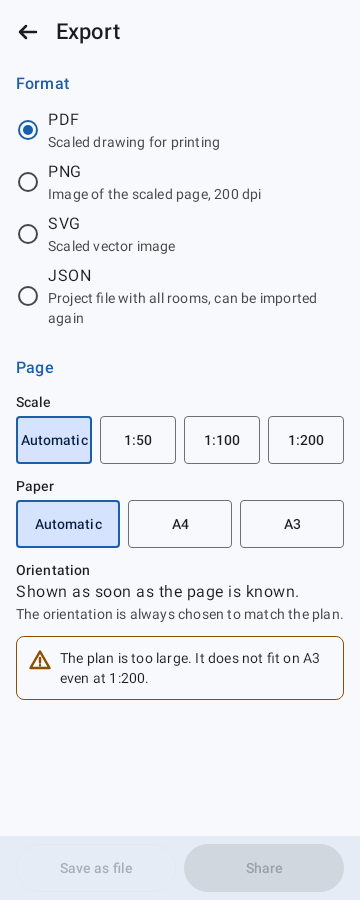 Export
Format
PDF
Scaled drawing for printing
PNG
Image of the scaled page, 200 dpi
SVG
Scaled vector image
JSON
Project file with all rooms, can be imported
again
Page
Scale
Automatic
1:50
1:100
1:200
Paper
Automatic
A4
A3
Orientation
Shown as soon as the page is known.
The orientation is always chosen to match the plan.
The plan is too large. It does not fit on A3
even at 1:200.
Save as file
Share